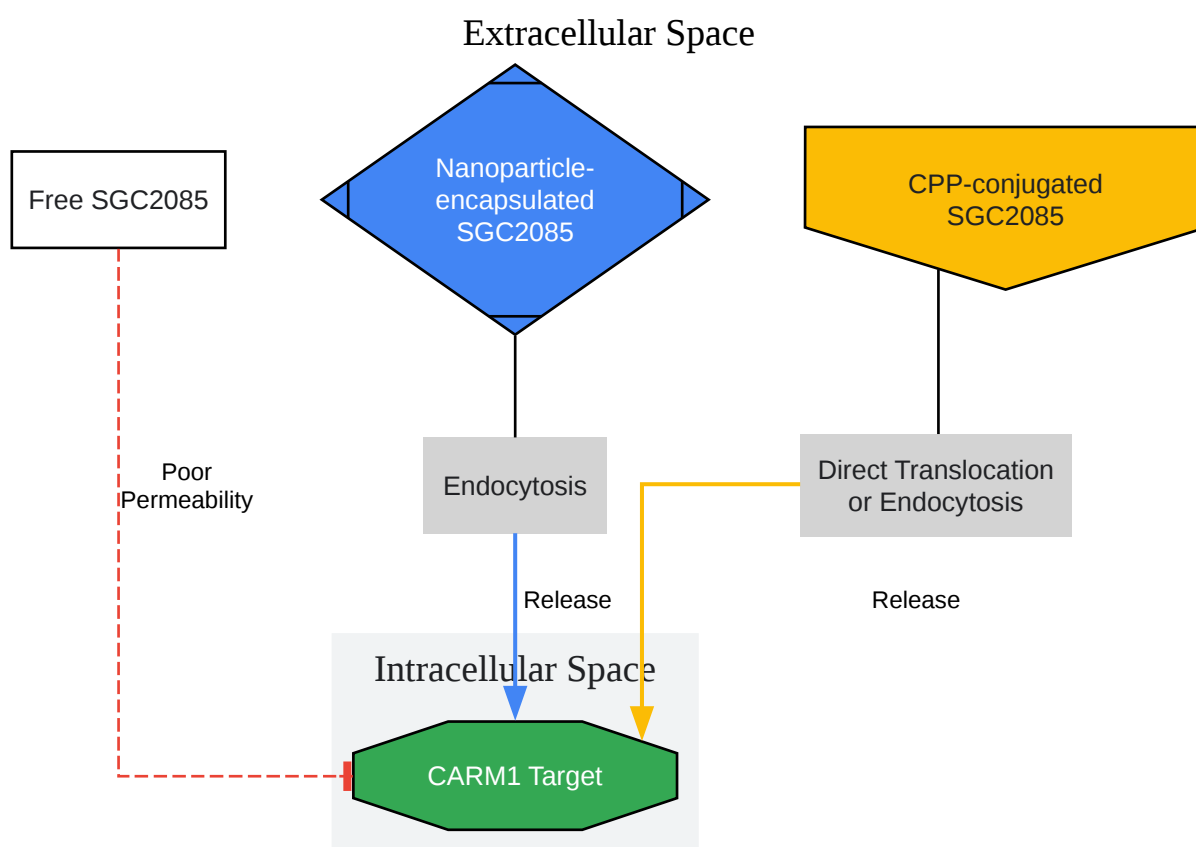 Extracellular Space
Free SGC2085
Nanoparticle-
encapsulated
SGC2085
CPP-conjugated
SGC2085
Poor
Permeability
Endocytosis
Direct Translocation
or Endocytosis
Release
Release
Intracellular Space
CARM1 Target